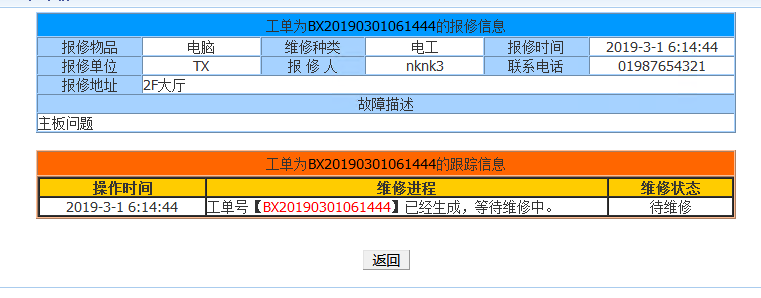 工单为BX20190301061444的报修信息
报修物品 电脑 维修种类 电工 报修时间 2019-3-1 6:14:44
报修单位 TX 报 修 人 nknk3 联系电话 01987654321
报修地址 2F大厅
故障描述
主板问题
工单为BX20190301061444的跟踪信息
操作时间 维修进程 维修状态
2019-3-1 6:14:44 工单号【BX20190301061444】已经生成，等待维修中。 待维修
返回